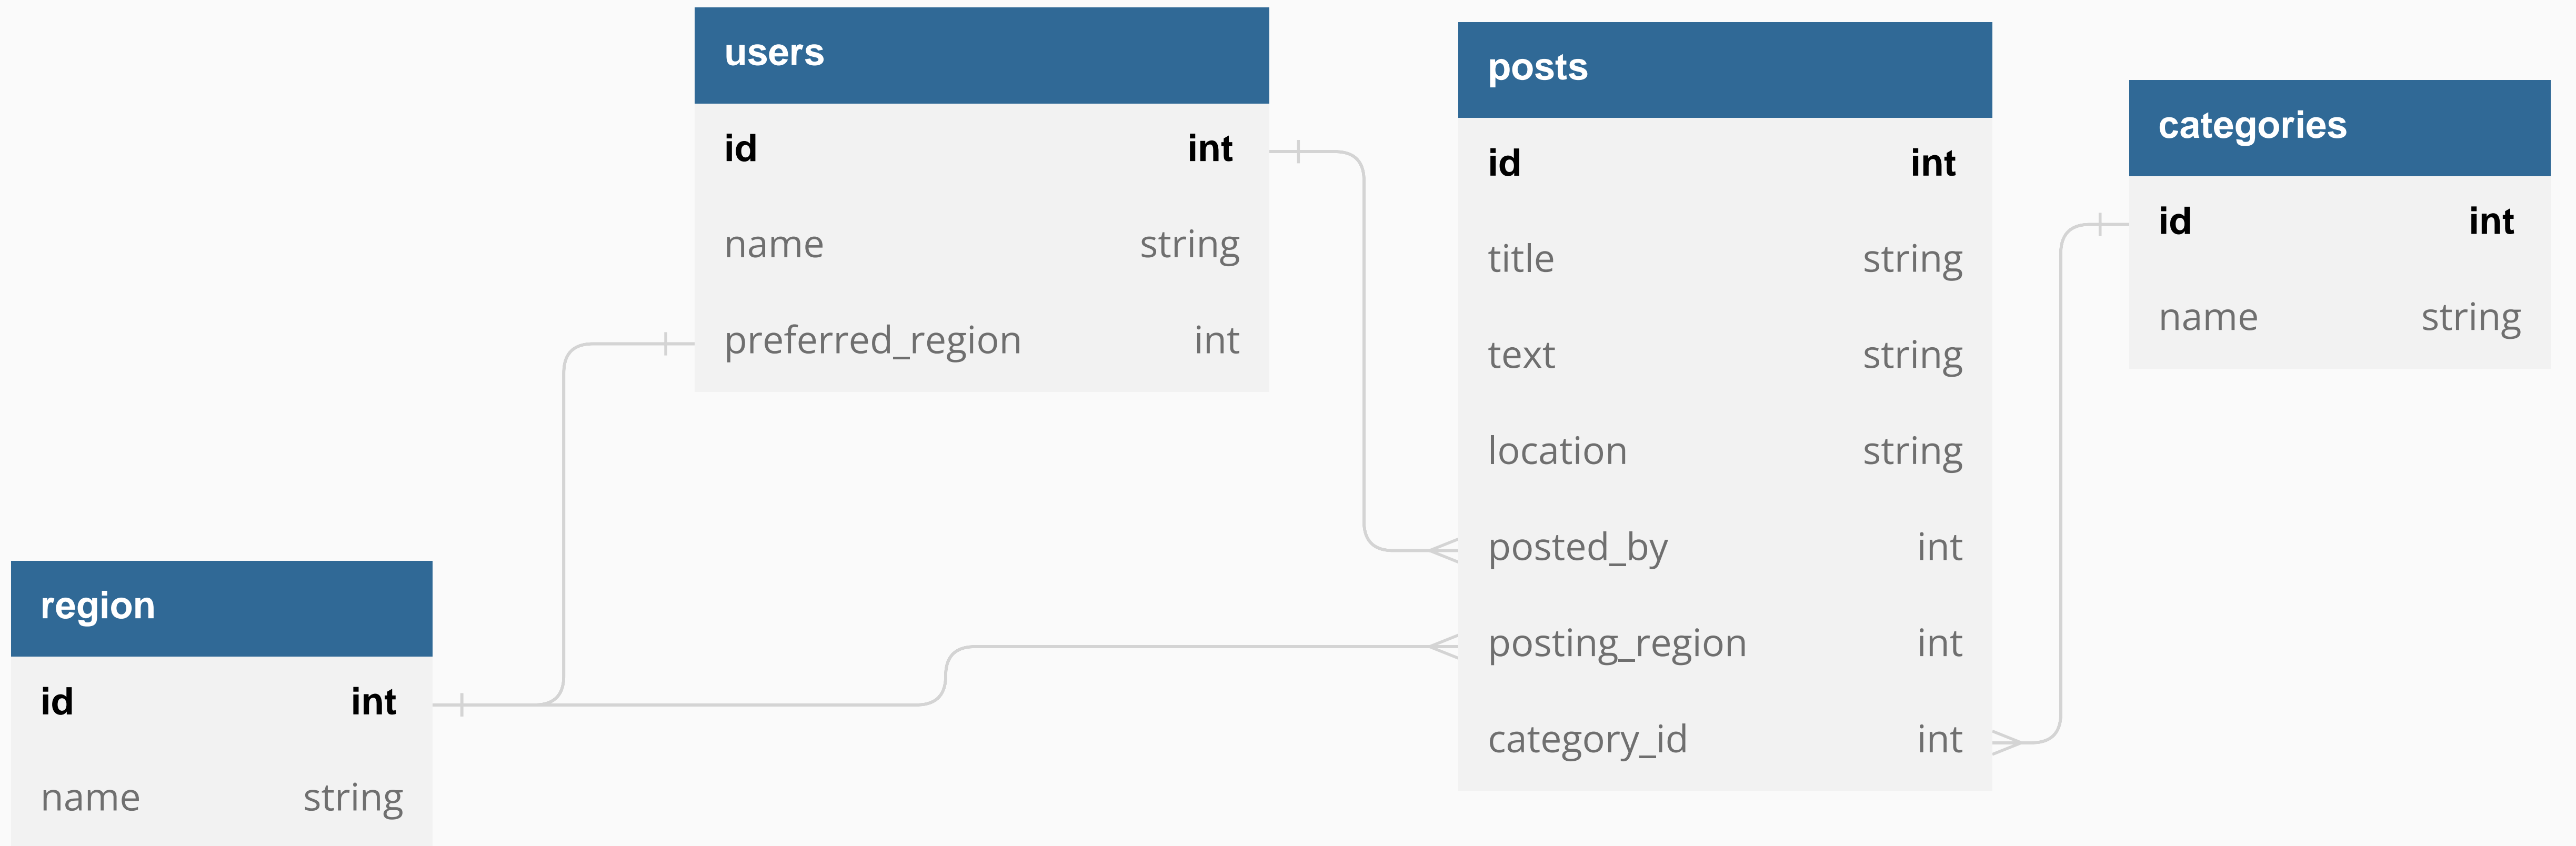 users
id int
name string
preferred_region int
posts
id int
title string
text string
location string
posted_by int
posting_region int
category_id int
categories
id int
name string
region
id int
name string